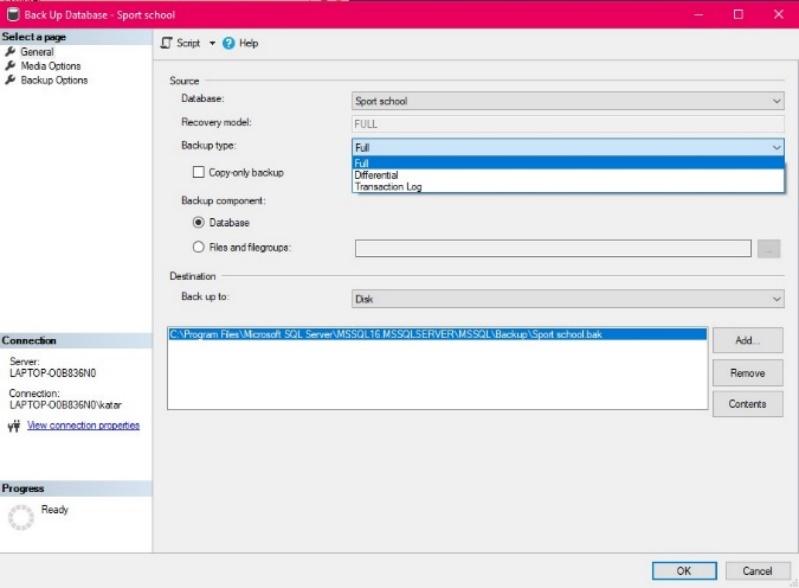 Back Up Database - Sport school
Select a page
General
Media Options
Backup Options
Script
Help
Source
Database:
Sport school
Recovery model:
FULL
Backup type:
Full
Full
Differential
Transaction Log
Copy-only backup
Backup component:
Database
Files and filegroups:
...
Destination
Back up to:
Disk
C:\Program Files\Microsoft SQL Server\MSSQL16.MSSQLSERVER\MSSQL\Backup\Sport school.bak
Add...
Remove
Contents
Connection
Server:
LAPTOP-O0B836N0
Connection:
LAPTOP-O0B836N0\katar
View connection properties
Progress
Ready
OK
Cancel